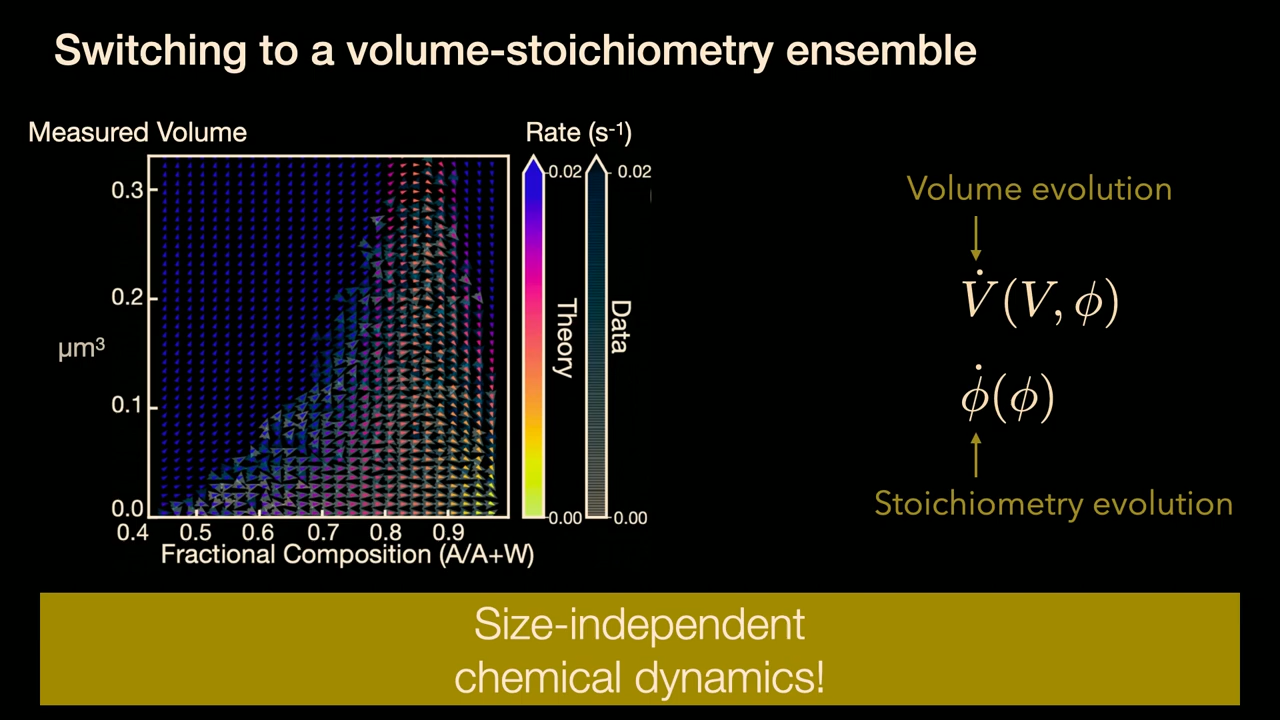 Switching to a volume-stoichiometry ensemble
Measured Volume
Rate (s⁻¹)
0.3
0.2
µm³
0.1
0.0
0.4 0.5 0.6 0.7 0.8 0.9
Fractional Composition (A/A+W)
0.02
0.00
Theory
0.02
0.00
Data
Volume evolution
V̇(V, ϕ)
ϕ̇(ϕ)
Stoichiometry evolution
Size-independent
chemical dynamics!